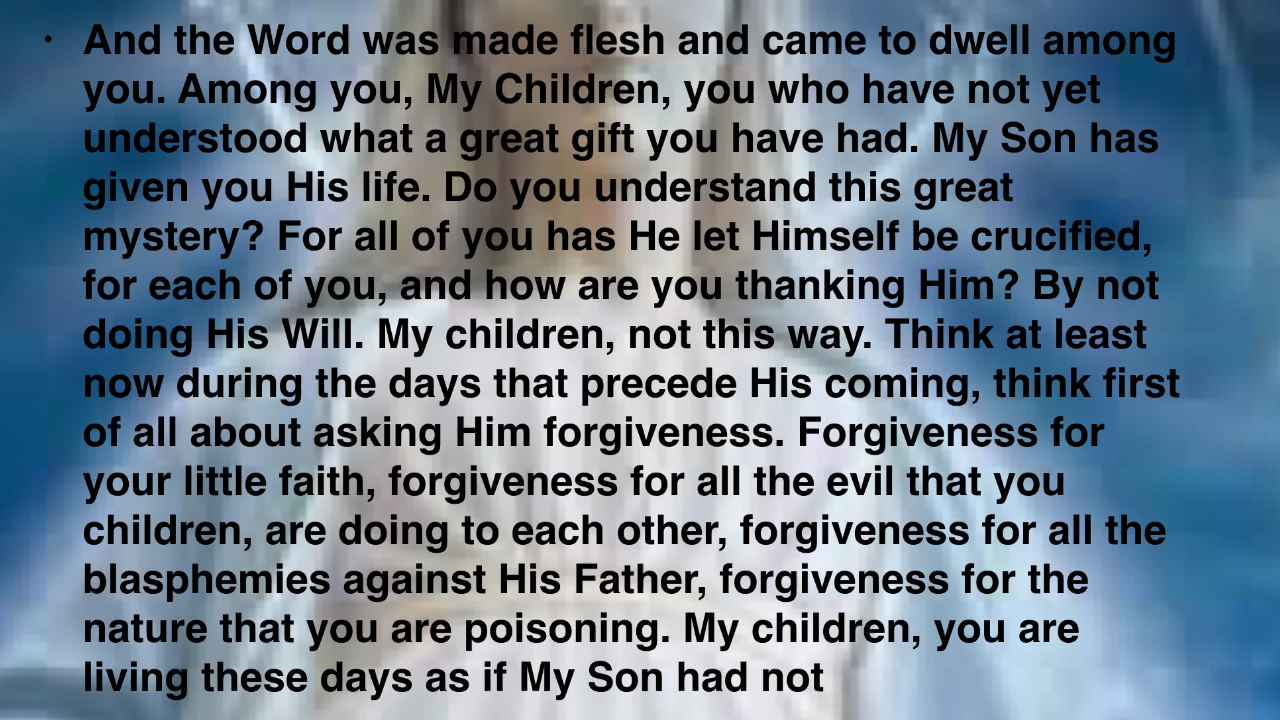 • And the Word was made flesh and came to dwell among
you. Among you, My Children, you who have not yet
understood what a great gift you have had. My Son has
given you His life. Do you understand this great
mystery? For all of you has He let Himself be crucified,
for each of you, and how are you thanking Him? By not
doing His Will. My children, not this way. Think at least
now during the days that precede His coming, think first
of all about asking Him forgiveness. Forgiveness for
your little faith, forgiveness for all the evil that you
children, are doing to each other, forgiveness for all the
blasphemies against His Father, forgiveness for the
nature that you are poisoning. My children, you are
living these days as if My Son had not